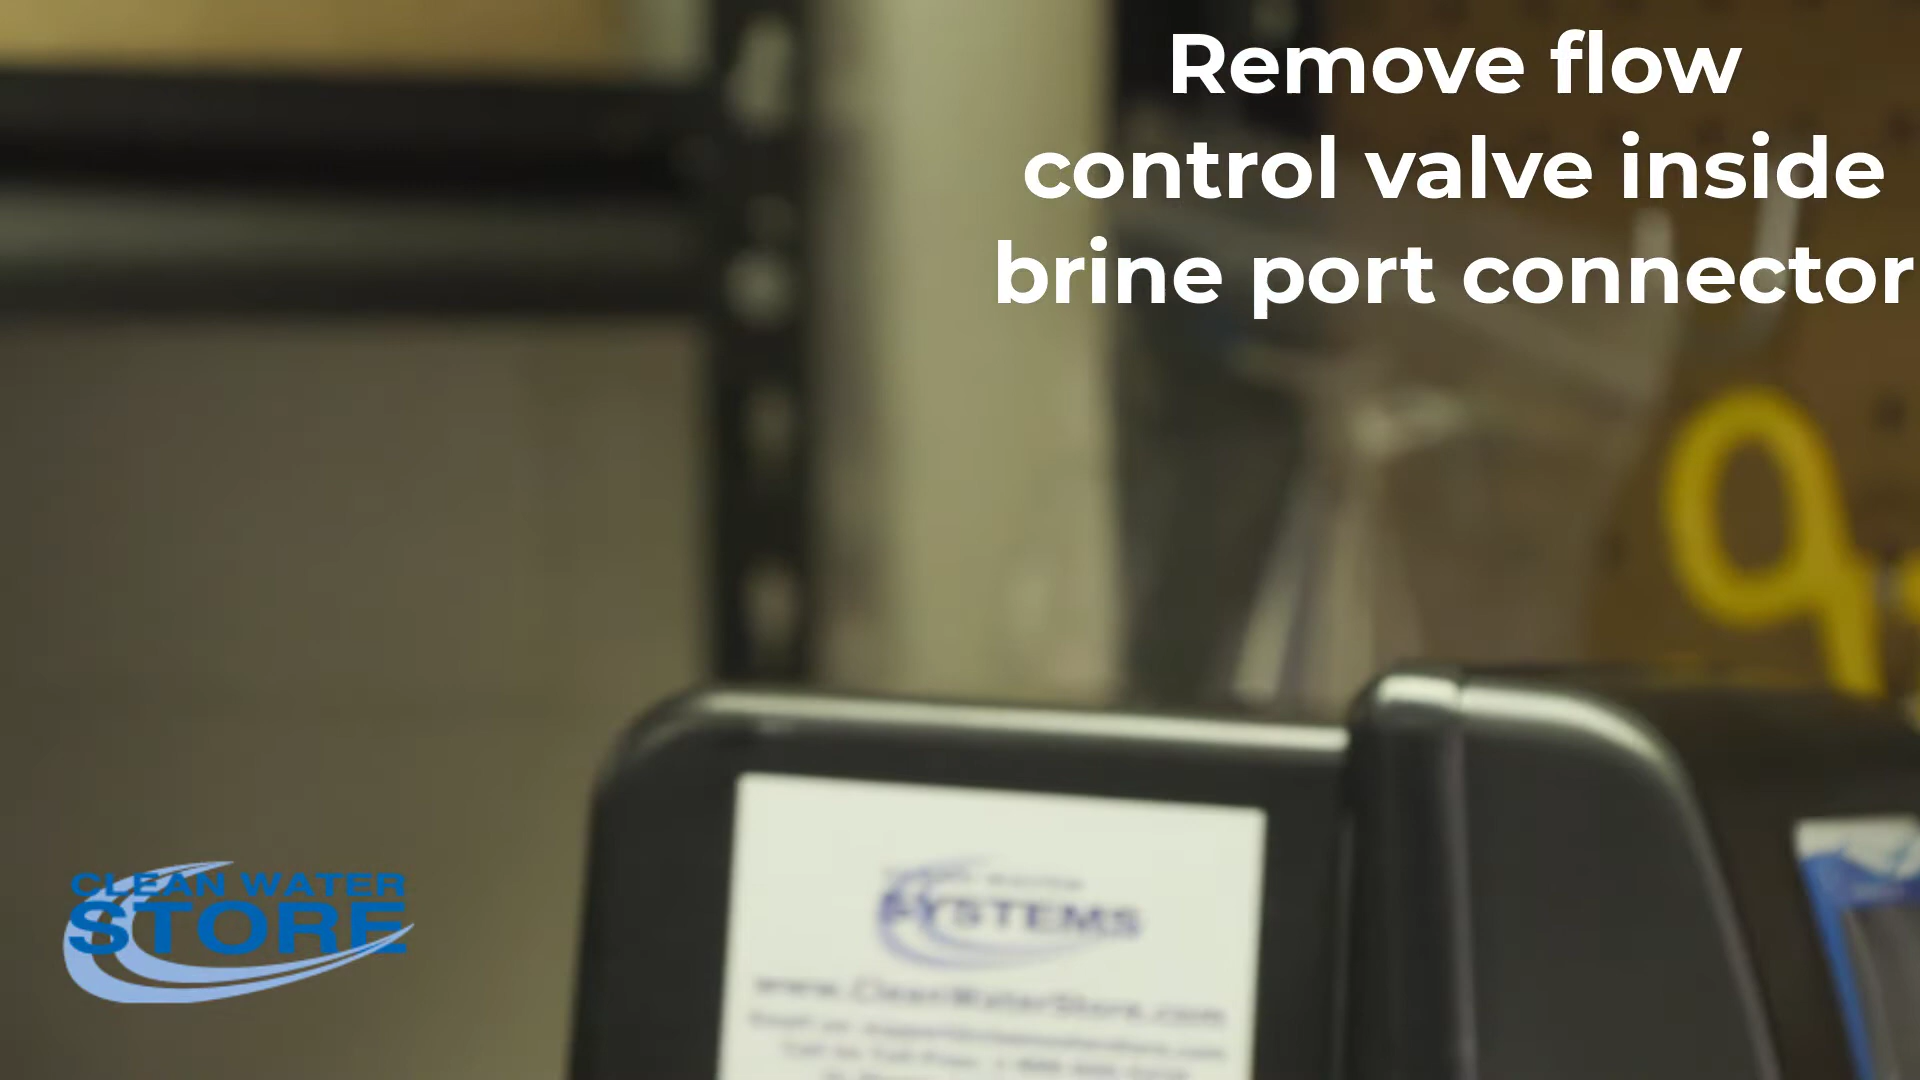 Remove flow
control valve inside
brine port connector
CLEAN WATER
STORE
SYSTEMS
www.CleanWaterStore.com